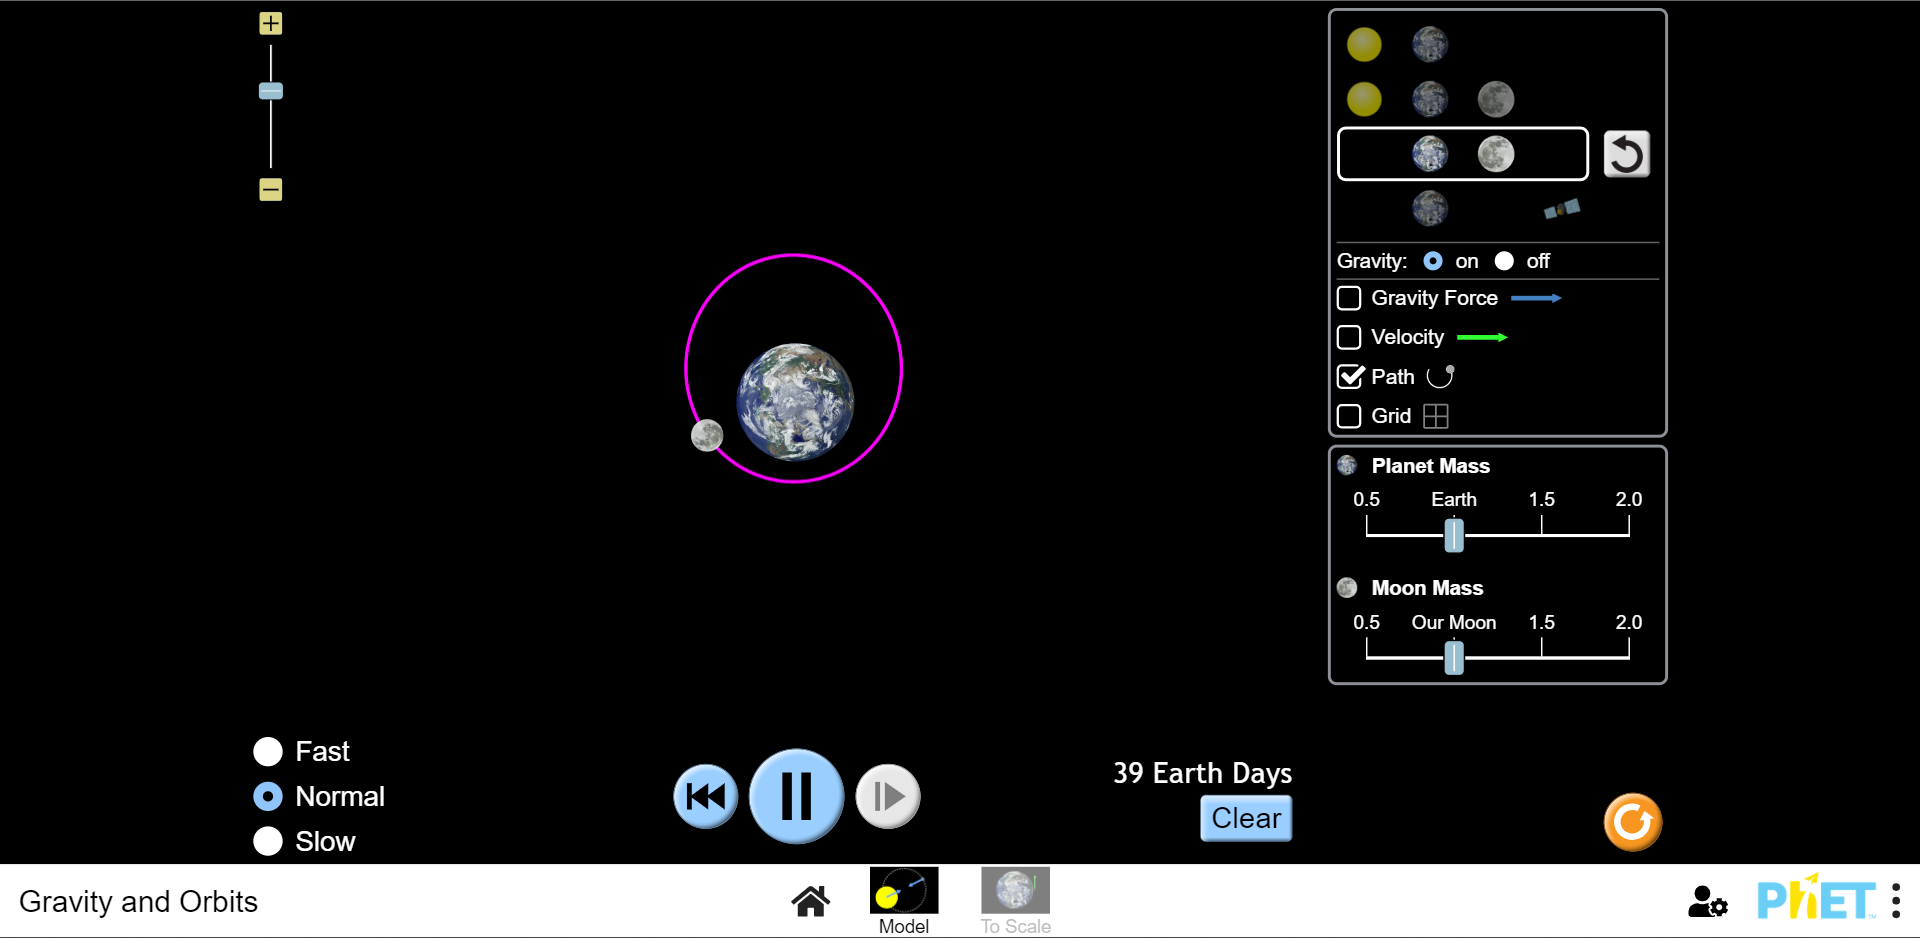 Gravity: on off
Gravity Force
Velocity
Path
Grid
Planet Mass
0.5 Earth 1.5 2.0
Moon Mass
0.5 Our Moon 1.5 2.0
Fast
Normal
Slow
39 Earth Days
Clear
Gravity and Orbits
Model
To Scale
PhET